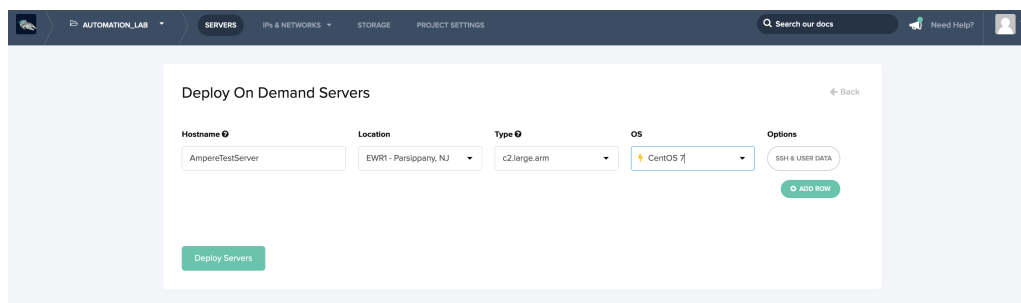 AUTOMATION_LAB SERVERS IPs & NETWORKS STORAGE PROJECT SETTINGS Search our docs Need Help?
Deploy On Demand Servers ← Back
Hostname Location Type OS Options
AmpereTestServer EWR1 - Parsippany, NJ c2.large.arm CentOS 7 SSH & USER DATA
ADD ROW
Deploy Servers